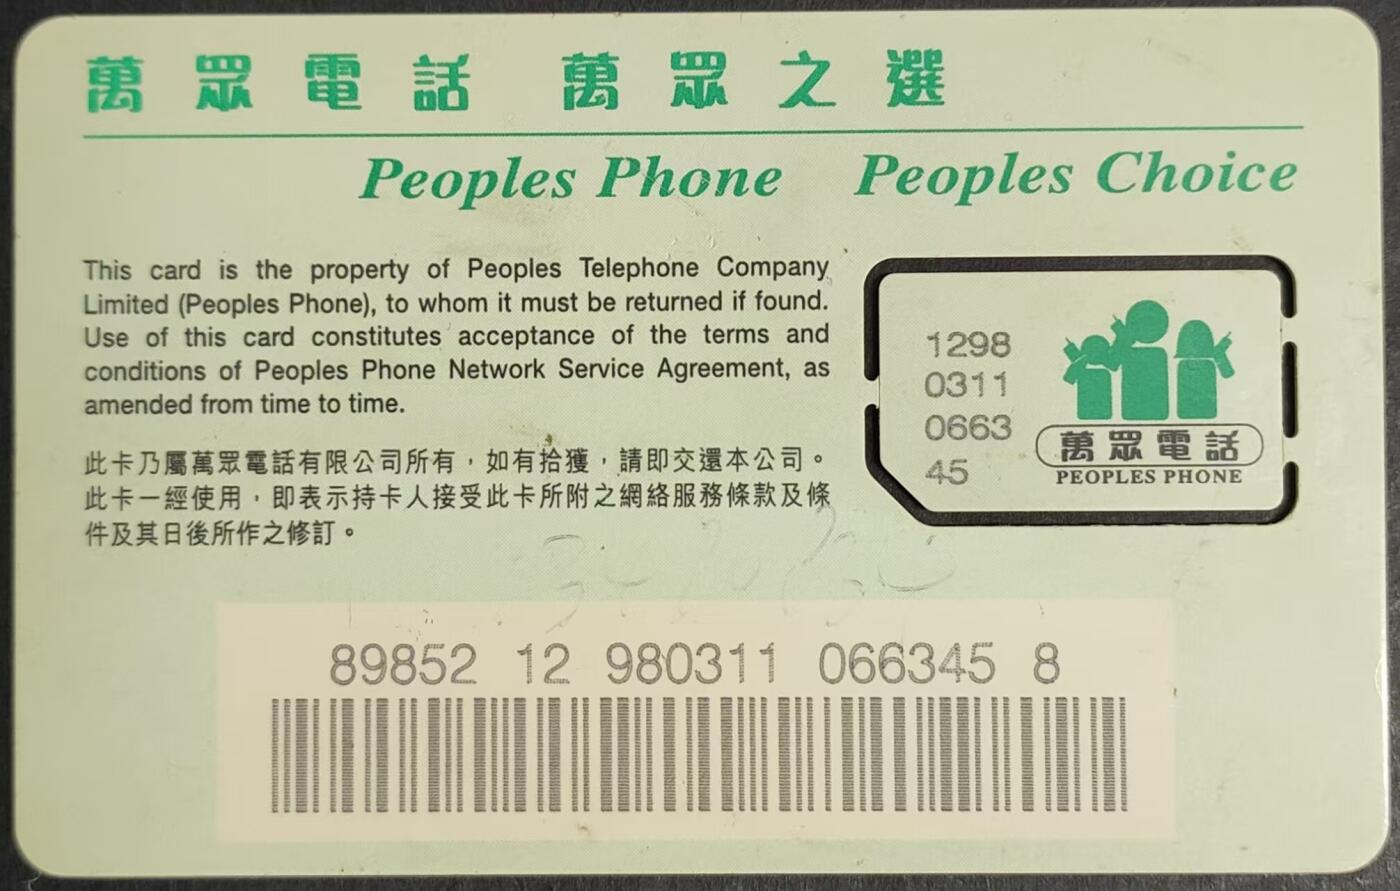 萬眾電話 萬眾之選
Peoples Phone Peoples Choice
This card is the property of Peoples Telephone Company
Limited (Peoples Phone), to whom it must be returned if found.
Use of this card constitutes acceptance of the terms and
conditions of Peoples Phone Network Service Agreement, as
amended from time to time.
此卡乃屬萬眾電話有限公司所有，如有拾獲，請即交還本公司。
此卡一經使用，即表示持卡人接受此卡所附之網絡服務條款及條
件及其日後所作之修訂。
1298
0311
0663
45
萬眾電話
PEOPLES PHONE
89852 12 980311 066345 8